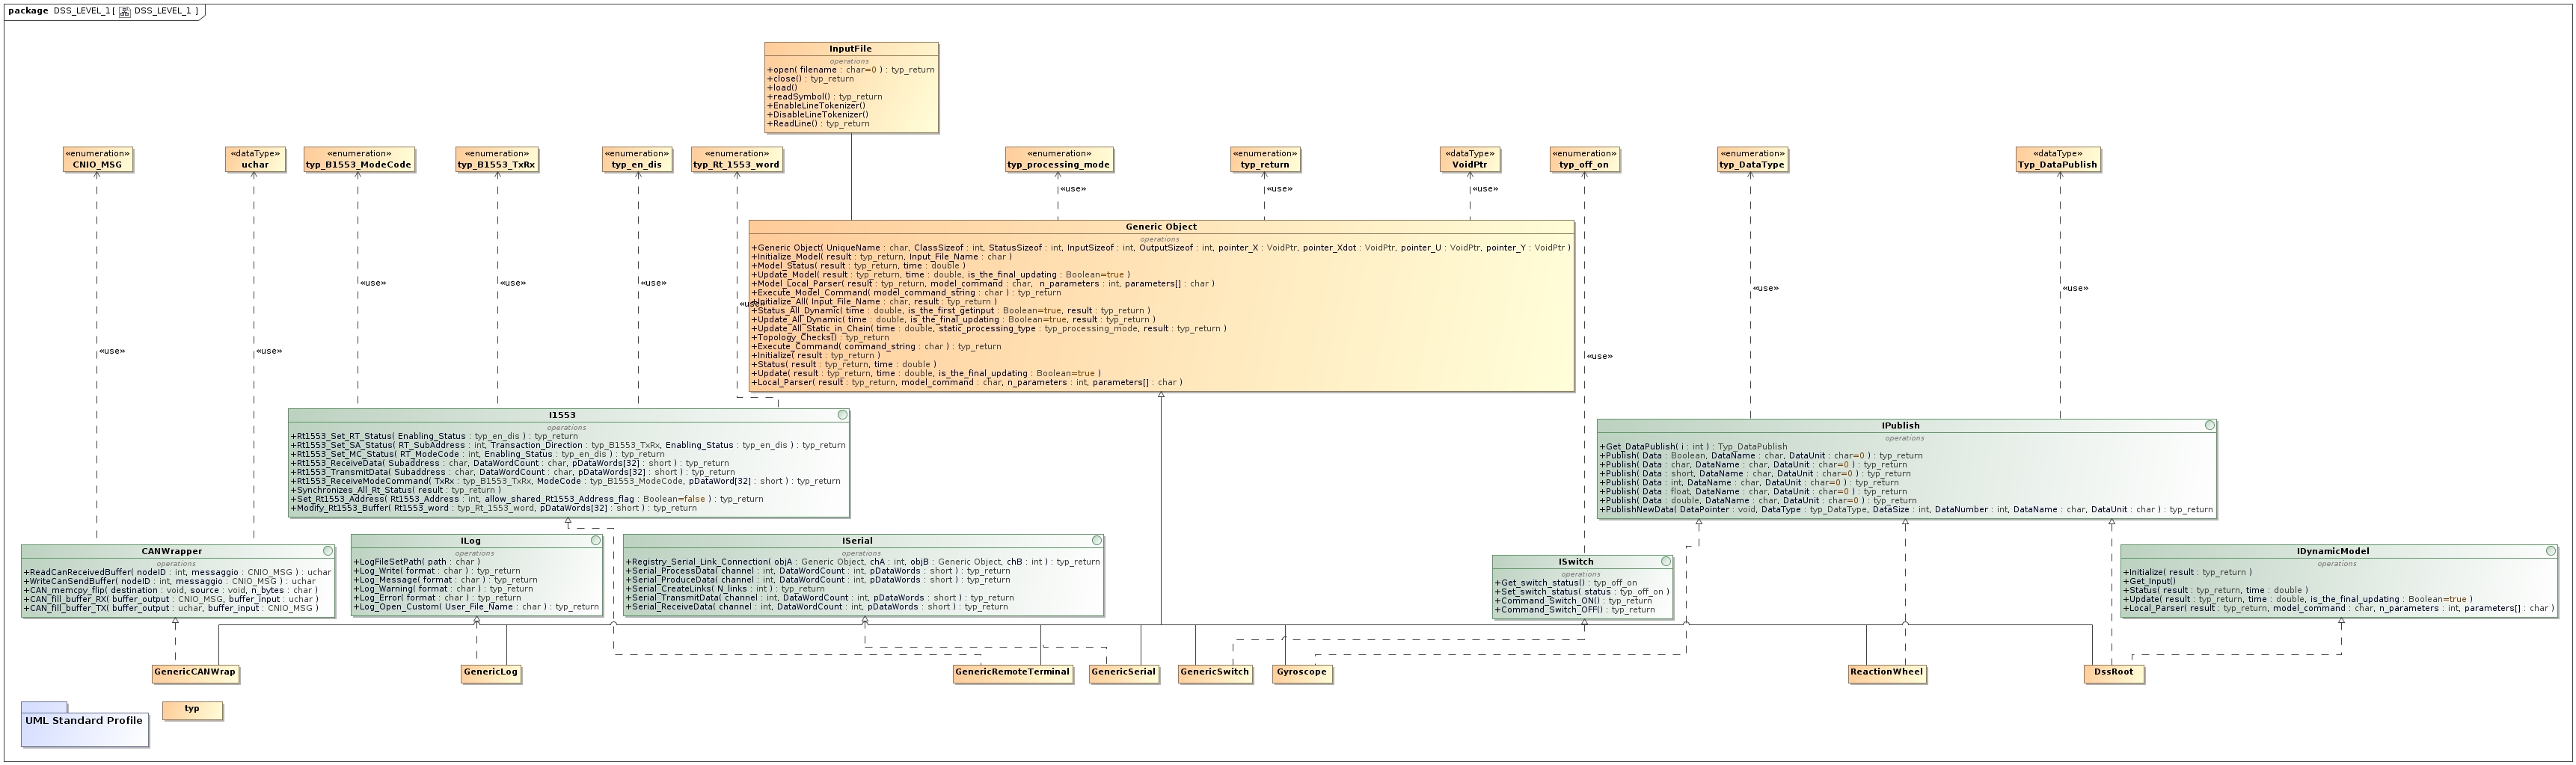 package DSS_LEVEL_1 [ DSS_LEVEL_1 ]
InputFile
operations
+open( filename : char=0 ) : typ_return
+close() : typ_return
+load()
+readSymbol() : typ_return
+EnableLineTokenizer()
+DisableLineTokenizer()
+ReadLine() : typ_return
«enumeration»
CNIO_MSG
«dataType»
uchar
«enumeration»
typ_B1553_ModeCode
«enumeration»
typ_B1553_TxRx
«enumeration»
typ_en_dis
«enumeration»
typ_Rt_1553_word
«enumeration»
typ_processing_mode
«enumeration»
typ_return
«dataType»
VoidPtr
«enumeration»
typ_off_on
«enumeration»
typ_DataType
«dataType»
Typ_DataPublish
«use»
«use»
«use»
Generic Object
operations
+Generic Object( UniqueName : char, ClassSizeof : int, StatusSizeof : int, InputSizeof : int, OutputSizeof : int, pointer_X : VoidPtr, pointer_Xdot : VoidPtr, pointer_U : VoidPtr, pointer_Y : VoidPtr )
+Initialize_Model( result : typ_return, Input_File_Name : char )
+Model_Status( result : typ_return, time : double )
+Update_Model( result : typ_return, time : double, is_the_final_updating : Boolean=true )
+Model_Local_Parser( result : typ_return, model_command : char, n_parameters : int, parameters[] : char )
+Execute_Model_Command( model_command_string : char ) : typ_return
+Initialize_All( Input_File_Name : char, result : typ_return )
+Status_All_Dynamic( time : double, is_the_first_getinput : Boolean=true, result : typ_return )
+Update_All_Dynamic( time : double, is_the_final_updating : Boolean=true, result : typ_return )
+Update_All_Static_in_Chain( time : double, static_processing_type : typ_processing_mode, result : typ_return )
+Topology_Checks() : typ_return
+Execute_Command( command_string : char ) : typ_return
+Initialize( result : typ_return )
+Status( result : typ_return, time : double )
+Update( result : typ_return, time : double, is_the_final_updating : Boolean=true )
+Local_Parser( result : typ_return, model_command : char, n_parameters : int, parameters[] : char )
«use»
«use»
«use»
«use»
«use»
«use»
«use»
«use»
«use»
I1553
operations
+Rt1553_Set_RT_Status( Enabling_Status : typ_en_dis ) : typ_return
+Rt1553_Set_SA_Status( RT_SubAddress : int, Transaction_Direction : typ_B1553_TxRx, Enabling_Status : typ_en_dis ) : typ_return
+Rt1553_Set_MC_Status( RT_ModeCode : int, Enabling_Status : typ_en_dis ) : typ_return
+Rt1553_ReceiveData( Subaddress : char, DataWordCount : char, pDataWords[32] : short ) : typ_return
+Rt1553_TransmitData( Subaddress : char, DataWordCount : char, pDataWords[32] : short ) : typ_return
+Rt1553_ReceiveModeCommand( TxRx : typ_B1553_TxRx, ModeCode : typ_B1553_ModeCode, pDataWord[32] : short ) : typ_return
+Synchronizes_All_Rt_Status( result : typ_return )
+Set_Rt1553_Address( Rt1553_Address : int, allow_shared_Rt1553_Address_flag : Boolean=false ) : typ_return
+Modify_Rt1553_Buffer( Rt1553_word : typ_Rt_1553_word, pDataWords[32] : short ) : typ_return
IPublish
operations
+Get_DataPublish( i : int ) : Typ_DataPublish
+Publish( Data : Boolean, DataName : char, DataUnit : char=0 ) : typ_return
+Publish( Data : char, DataName : char, DataUnit : char=0 ) : typ_return
+Publish( Data : short, DataName : char, DataUnit : char=0 ) : typ_return
+Publish( Data : int, DataName : char, DataUnit : char=0 ) : typ_return
+Publish( Data : float, DataName : char, DataUnit : char=0 ) : typ_return
+Publish( Data : double, DataName : char, DataUnit : char=0 ) : typ_return
+PublishNewData( DataPointer : void, DataType : typ_DataType, DataSize : int, DataNumber : int, DataName : char, DataUnit : char ) : typ_return
CANWrapper
operations
+ReadCanReceivedBuffer( nodeID : int, messaggio : CNIO_MSG ) : uchar
+WriteCanSendBuffer( nodeID : int, messaggio : CNIO_MSG ) : uchar
+CAN_memcpy_flip( destination : void, source : void, n_bytes : char )
+CAN_fill_buffer_RX( buffer_output : CNIO_MSG, buffer_input : uchar )
+CAN_fill_buffer_TX( buffer_output : uchar, buffer_input : CNIO_MSG )
ILog
operations
+LogFileSetPath( path : char )
+Log_Write( format : char ) : typ_return
+Log_Message( format : char ) : typ_return
+Log_Warning( format : char ) : typ_return
+Log_Error( format : char ) : typ_return
+Log_Open_Custom( User_File_Name : char ) : typ_return
ISerial
operations
+Registry_Serial_Link_Connection( objA : Generic Object, chA : int, objB : Generic Object, chB : int ) : typ_return
+Serial_ProcessData( channel : int, DataWordCount : int, pDataWords : short ) : typ_return
+Serial_ProduceData( channel : int, DataWordCount : int, pDataWords : short ) : typ_return
+Serial_CreateLinks( N_links : int ) : typ_return
+Serial_TransmitData( channel : int, DataWordCount : int, pDataWords : short ) : typ_return
+Serial_ReceiveData( channel : int, DataWordCount : int, pDataWords : short ) : typ_return
ISwitch
operations
+Get_switch_status() : typ_off_on
+Set_switch_status( status : typ_off_on )
+Command_Switch_ON() : typ_return
+Command_Switch_OFF() : typ_return
IDynamicModel
operations
+Initialize( result : typ_return )
+Get_Input()
+Status( result : typ_return, time : double )
+Update( result : typ_return, time : double, is_the_final_updating : Boolean=true )
+Local_Parser( result : typ_return, model_command : char, n_parameters : int, parameters[] : char )
GenericCANWrap
GenericLog
GenericRemoteTerminal
GenericSerial
GenericSwitch
Gyroscope
ReactionWheel
DssRoot
UML Standard Profile
typ